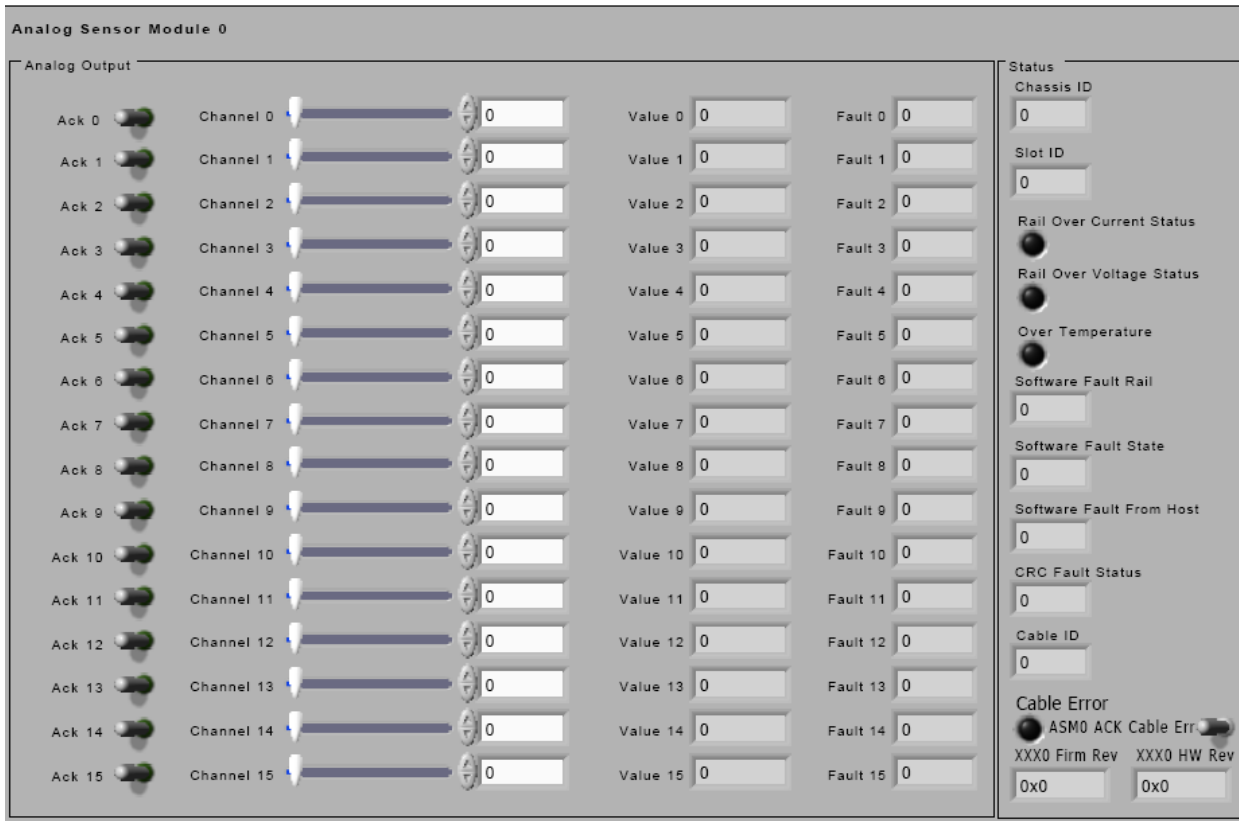 Analog Sensor Module 0
Analog Output
Ack 0 Channel 0 0 Value 0 0 Fault 0 0
Ack 1 Channel 1 0 Value 1 0 Fault 1 0
Ack 2 Channel 2 0 Value 2 0 Fault 2 0
Ack 3 Channel 3 0 Value 3 0 Fault 3 0
Ack 4 Channel 4 0 Value 4 0 Fault 4 0
Ack 5 Channel 5 0 Value 5 0 Fault 5 0
Ack 6 Channel 6 0 Value 6 0 Fault 6 0
Ack 7 Channel 7 0 Value 7 0 Fault 7 0
Ack 8 Channel 8 0 Value 8 0 Fault 8 0
Ack 9 Channel 9 0 Value 9 0 Fault 9 0
Ack 10 Channel 10 0 Value 10 0 Fault 10 0
Ack 11 Channel 11 0 Value 11 0 Fault 11 0
Ack 12 Channel 12 0 Value 12 0 Fault 12 0
Ack 13 Channel 13 0 Value 13 0 Fault 13 0
Ack 14 Channel 14 0 Value 14 0 Fault 14 0
Ack 15 Channel 15 0 Value 15 0 Fault 15 0
Status
Chassis ID
0
Slot ID
0
Rail Over Current Status
Rail Over Voltage Status
Over Temperature
Software Fault Rail
0
Software Fault State
0
Software Fault From Host
0
CRC Fault Status
0
Cable ID
0
Cable Error
ASM0 ACK Cable Err
XXX0 Firm Rev XXX0 HW Rev
0x0 0x0